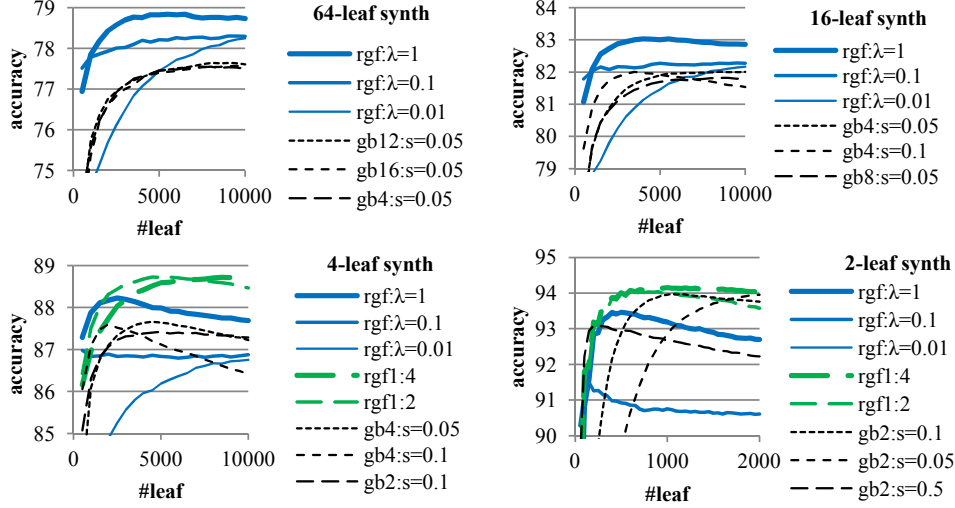 64-leaf synth
accuracy
79
78
77
76
75
0
5000
10000
#leaf
rgf:λ=1
rgf:λ=0.1
rgf:λ=0.01
gb12:s=0.05
gb16:s=0.05
gb4:s=0.05
16-leaf synth
accuracy
84
83
82
81
80
79
0
5000
10000
#leaf
rgf:λ=1
rgf:λ=0.1
rgf:λ=0.01
gb4:s=0.05
gb4:s=0.1
gb8:s=0.05
4-leaf synth
accuracy
89
88
87
86
85
0
5000
10000
#leaf
rgf:λ=1
rgf:λ=0.1
rgf:λ=0.01
rgf1:4
rgf1:2
gb4:s=0.05
gb4:s=0.1
gb2:s=0.1
2-leaf synth
accuracy
95
94
93
92
91
90
0
1000
2000
#leaf
rgf:λ=1
rgf:λ=0.1
rgf:λ=0.01
rgf1:4
rgf1:2
gb2:s=0.1
gb2:s=0.05
gb2:s=0.5